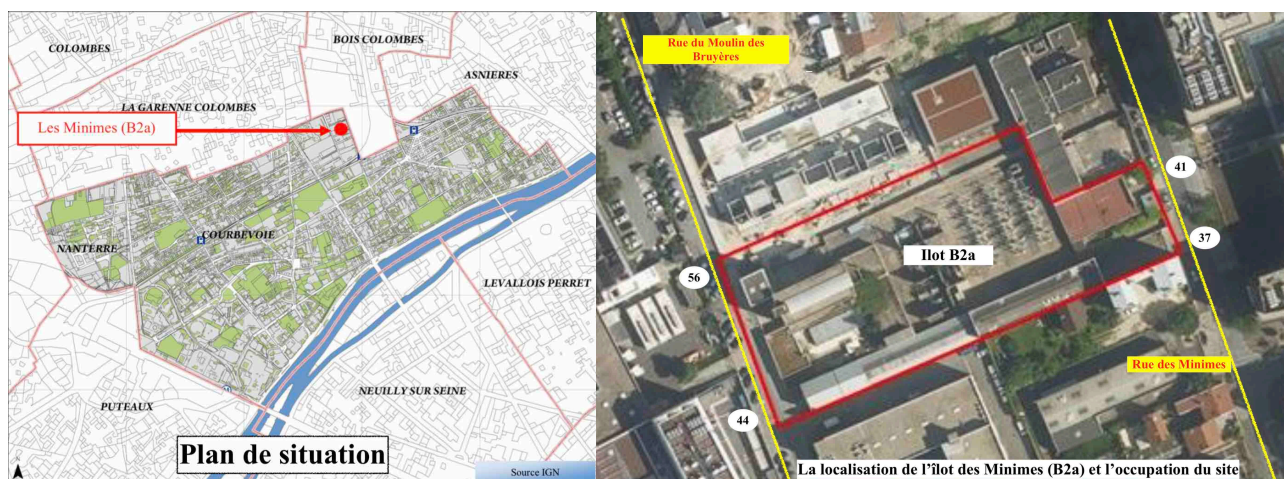 COLOMBES
BOIS COLOMBES
ASNIERES
LA GARENNE COLOMBES
Les Minimes (B2a)
NANTERRE
COURBEVOIE
LEVALLOIS PERRET
NEUILLY SUR SEINE
PUTEAUX
Plan de situation
Source IGN
Rue du Moulin des
Bruyères
41
37
Ilot B2a
56
Rue des Minimes
44
La localisation de l'îlot des Minimes (B2a) et l'occupation du site